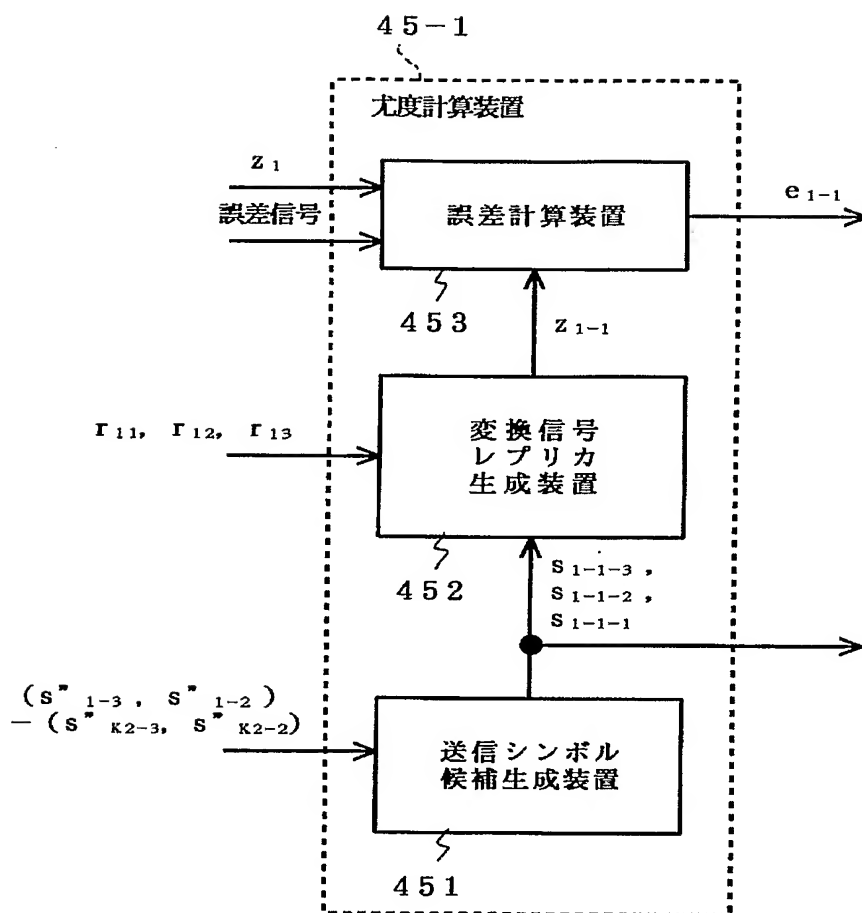 45-1
尤度計算装置
z₁
誤差信号
誤差計算装置
e₁₋₁
453
z₁₋₁
r₁₁, r₁₂, r₁₃
変換信号
レプリカ
生成装置
452
s₁₋₁₋₃,
s₁₋₁₋₂,
s₁₋₁₋₁
(s”₁₋₃, s”₁₋₂)
－(s”K2-3, s”K2-2)
送信シンボル
候補生成装置
451